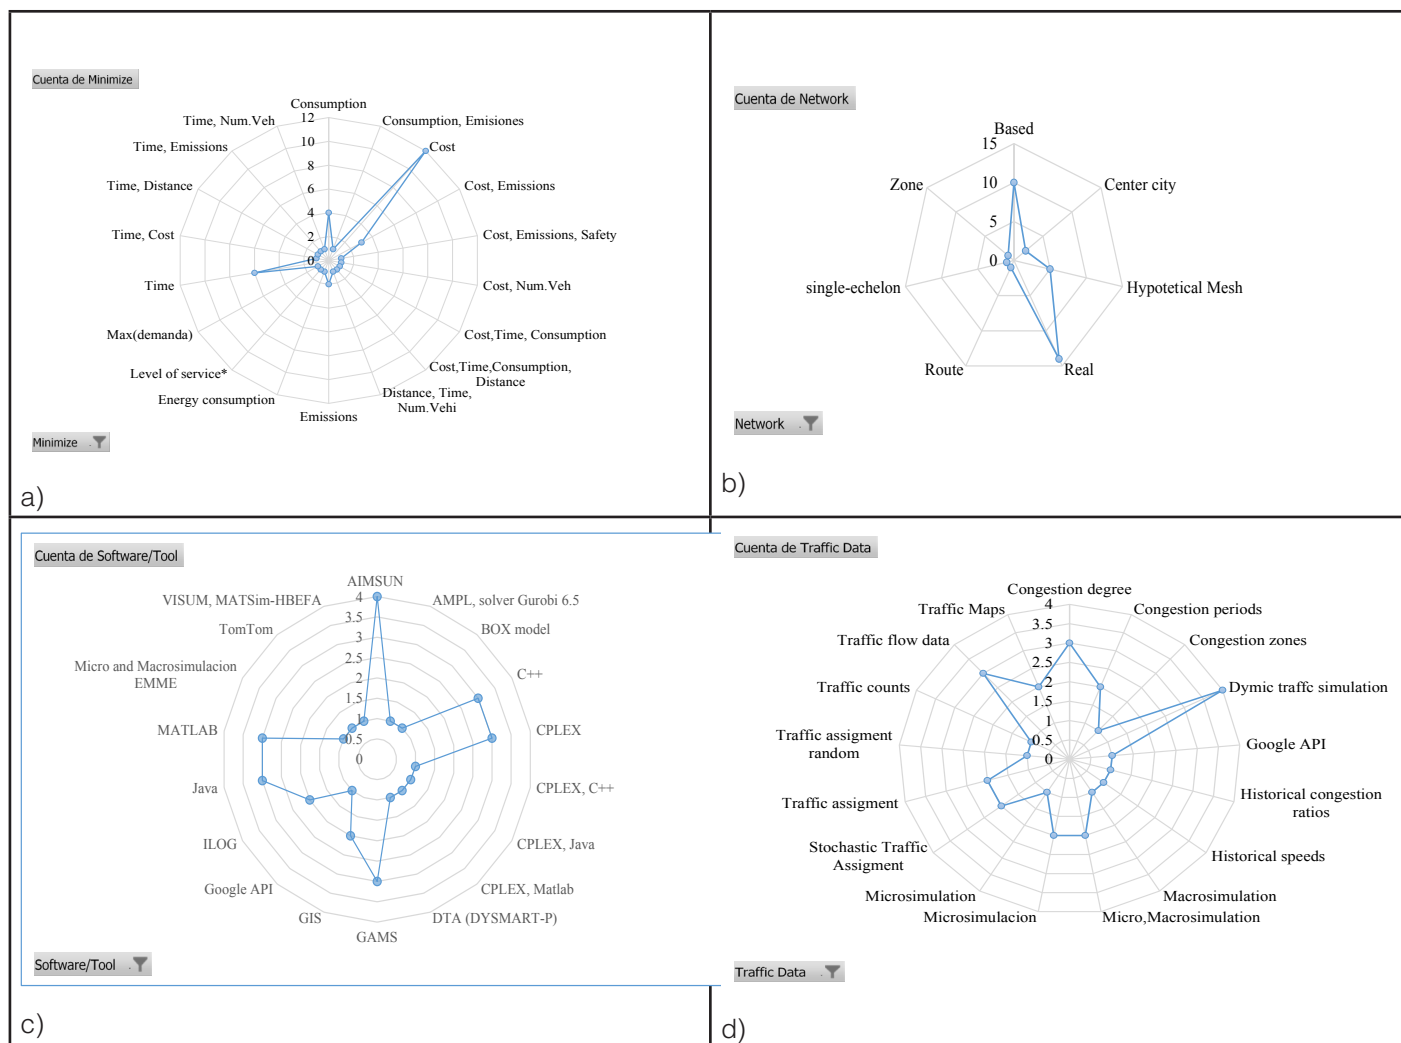 Cuenta de Minimize
Consumption
Consumption, Emisiones
Cost
Cost, Emissions
Cost, Emissions, Safety
Cost, Num.Veh
Cost,Time, Consumption
Cost,Time,Consumption,
Distance
Distance, Time,
Num.Vehi
Emissions
Energy consumption
Level of service*
Max(demanda)
Time
Time, Cost
Time, Distance
Time, Emissions
Time, Num.Veh
12
10
8
6
4
2
0
Minimize
a)
Cuenta de Network
Based
Center city
Hypotetical Mesh
Real
Route
single-echelon
Zone
15
10
5
0
Network
b)
Cuenta de Software/Tool
AIMSUN
AMPL, solver Gurobi 6.5
BOX model
C++
CPLEX
CPLEX, C++
CPLEX, Java
CPLEX, Matlab
DTA (DYSMART-P)
GAMS
GIS
Google API
ILOG
Java
MATLAB
Micro and Macrosimulacion
EMME
TomTom
VISUM, MATSim-HBEFA
4
3.5
3
2.5
2
1.5
1
0.5
0
Software/Tool
c)
Cuenta de Traffic Data
Congestion degree
Congestion periods
Congestion zones
Dymic traffc simulation
Google API
Historical congestion
ratios
Historical speeds
Macrosimulation
Micro,Macrosimulation
Microsimulacion
Microsimulation
Stochastic Traffic
Assigment
Traffic assigment
Traffic assigment
random
Traffic counts
Traffic flow data
Traffic Maps
4
3.5
3
2.5
2
1.5
1
0.5
0
Traffic Data
d)